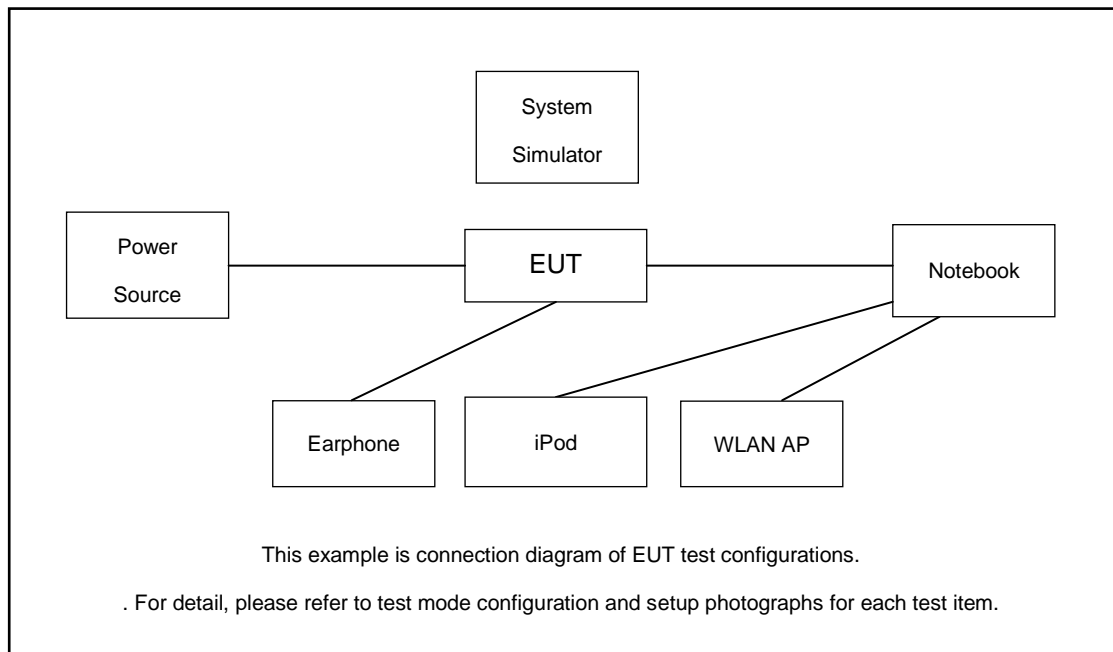 System
Simulator
Power
Source
EUT
Notebook
Earphone
iPod
WLAN AP
This example is connection diagram of EUT test configurations.
. For detail, please refer to test mode configuration and setup photographs for each test item.